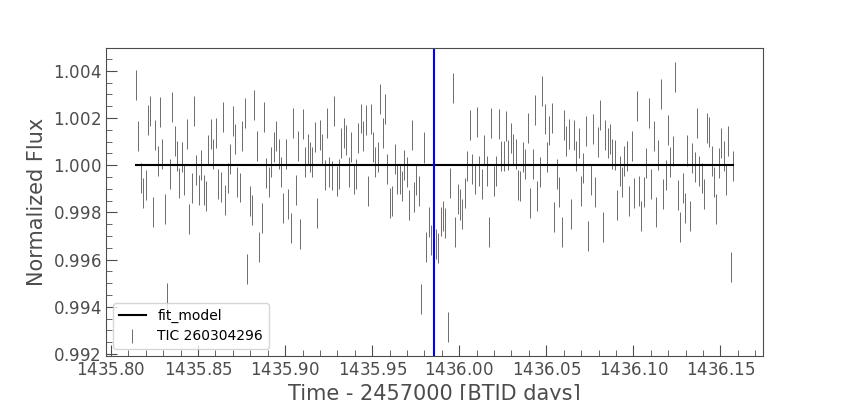 1.004
1.002
1.000
0.998
0.996
0.994
0.992
Normalized Flux
fit_model
TIC 260304296
1435.80 1435.85 1435.90 1435.95 1436.00 1436.05 1436.10 1436.15
Time - 2457000 [BTJD days]